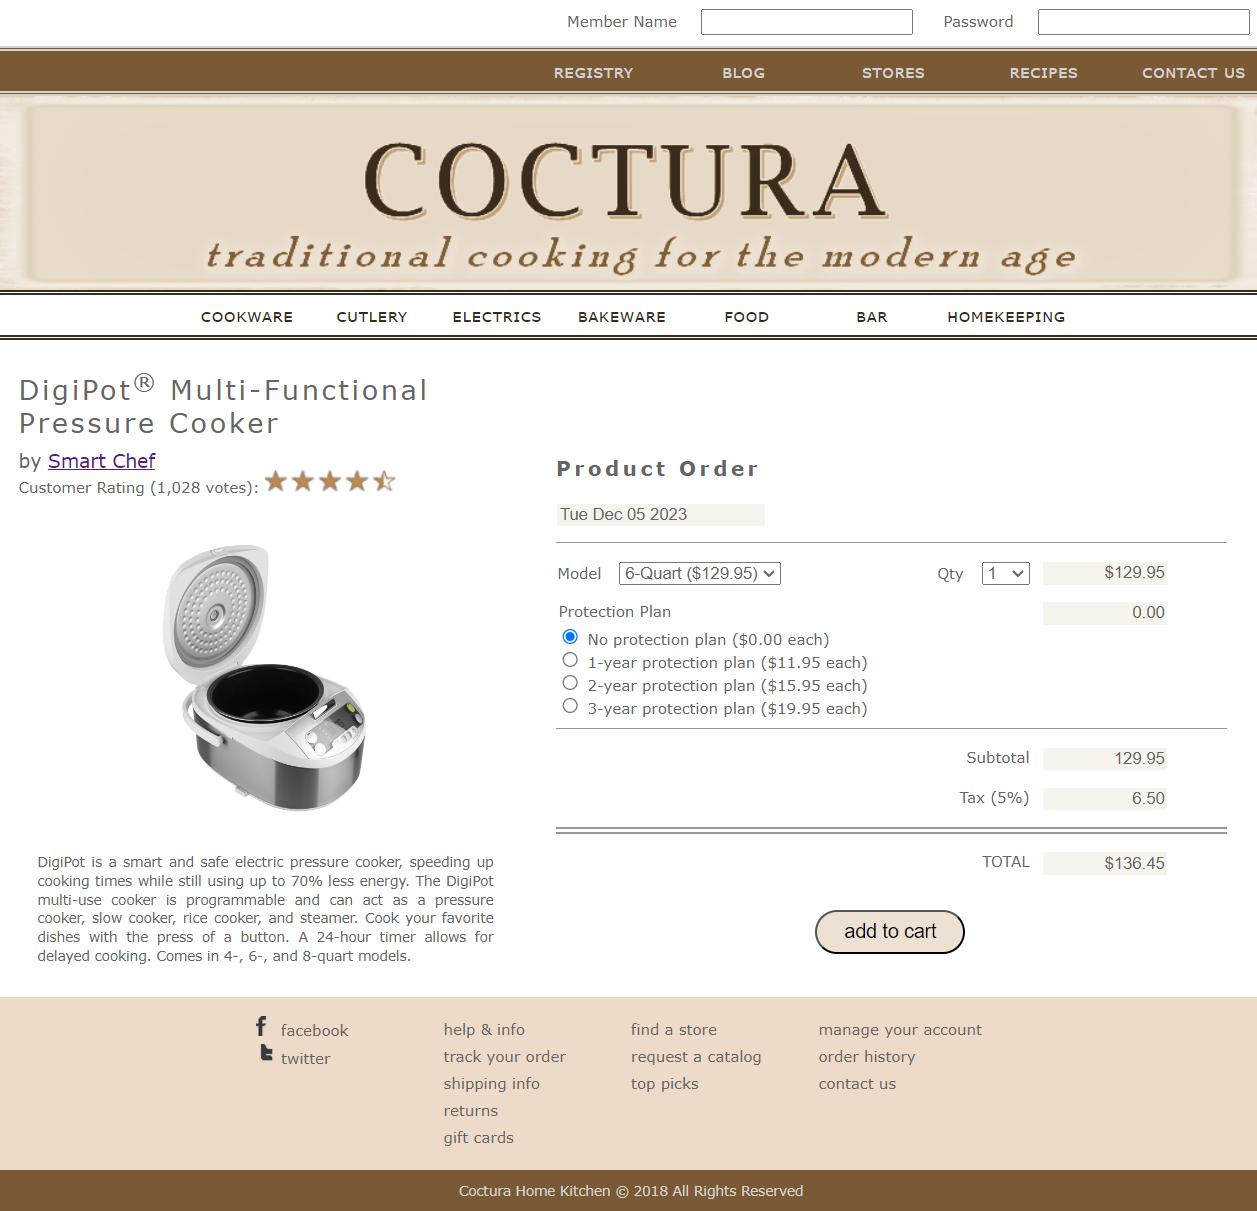 Member Name Password
REGISTRY BLOG STORES RECIPES CONTACT US
COCTURA
traditional cooking for the modern age
COOKWARE CUTLERY ELECTRICS BAKEWARE FOOD BAR HOMEKEEPING
DigiPot® Multi-Functional
Pressure Cooker
by Smart Chef
Customer Rating (1,028 votes):
DigiPot is a smart and safe electric pressure cooker, speeding up
cooking times while still using up to 70% less energy. The DigiPot
multi-use cooker is programmable and can act as a pressure
cooker, slow cooker, rice cooker, and steamer. Cook your favorite
dishes with the press of a button. A 24-hour timer allows for
delayed cooking. Comes in 4-, 6-, and 8-quart models.
Product Order
Tue Dec 05 2023
Model 6-Quart ($129.95) Qty 1 $129.95
Protection Plan 0.00
No protection plan ($0.00 each)
1-year protection plan ($11.95 each)
2-year protection plan ($15.95 each)
3-year protection plan ($19.95 each)
Subtotal 129.95
Tax (5%) 6.50
TOTAL $136.45
add to cart
facebook
twitter
help & info
track your order
shipping info
returns
gift cards
find a store
request a catalog
top picks
manage your account
order history
contact us
Coctura Home Kitchen © 2018 All Rights Reserved